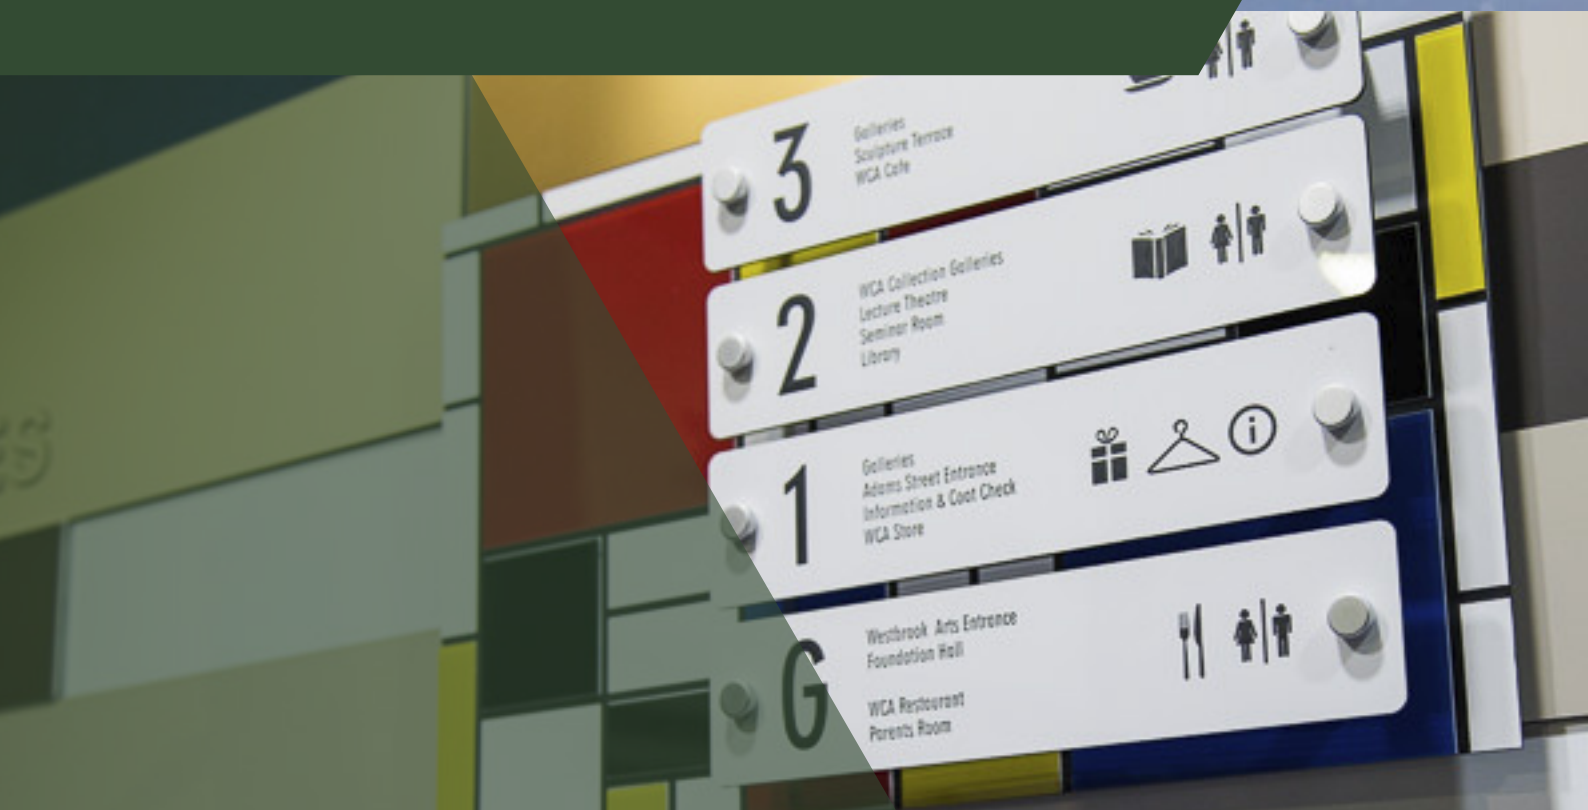 3
Galleries
Sculpture Terrace
WCA Cafe
2
WCA Collection Galleries
Lecture Theatre
Seminar Room
Library
1
Galleries
Adams Street Entrance
Information & Coat Check
WCA Store
G
Westbrook Arts Entrance
Foundation Hall
WCA Restaurant
Parents Room